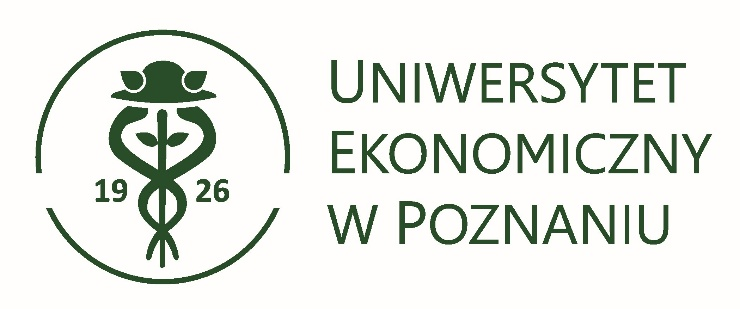 19 26
UNIWERSYTET
EKONOMICZNY
W POZNANIU